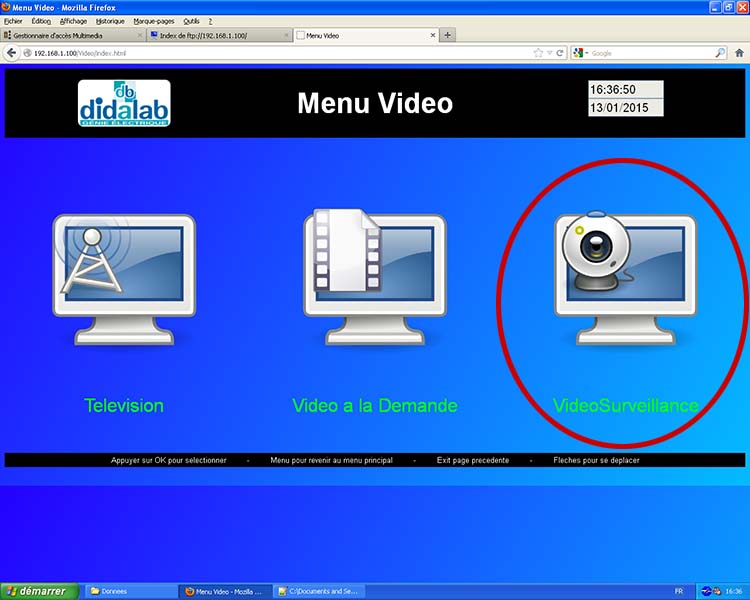 Menu Video - Mozilla Firefox
Fichier Édition Affichage Historique Marque-pages Outils ?
Gestionnaire d'accès Multimedia × Index de ftp://192.168.1.100/ × Menu Video × +
192.168.1.100/Video/index.html Google
db
didalab
GÉNIE ÉLECTRIQUE
Menu Video
16:36:50
13/01/2015
Television Video a la Demande VideoSurveillance
Appuyer sur OK pour selectionner - Menu pour revenir au menu principal - Exit page precedente - Fleches pour se deplacer
démarrer Donnees Menu Video - Mozilla ... C:\Documents and Se... FR 16:36